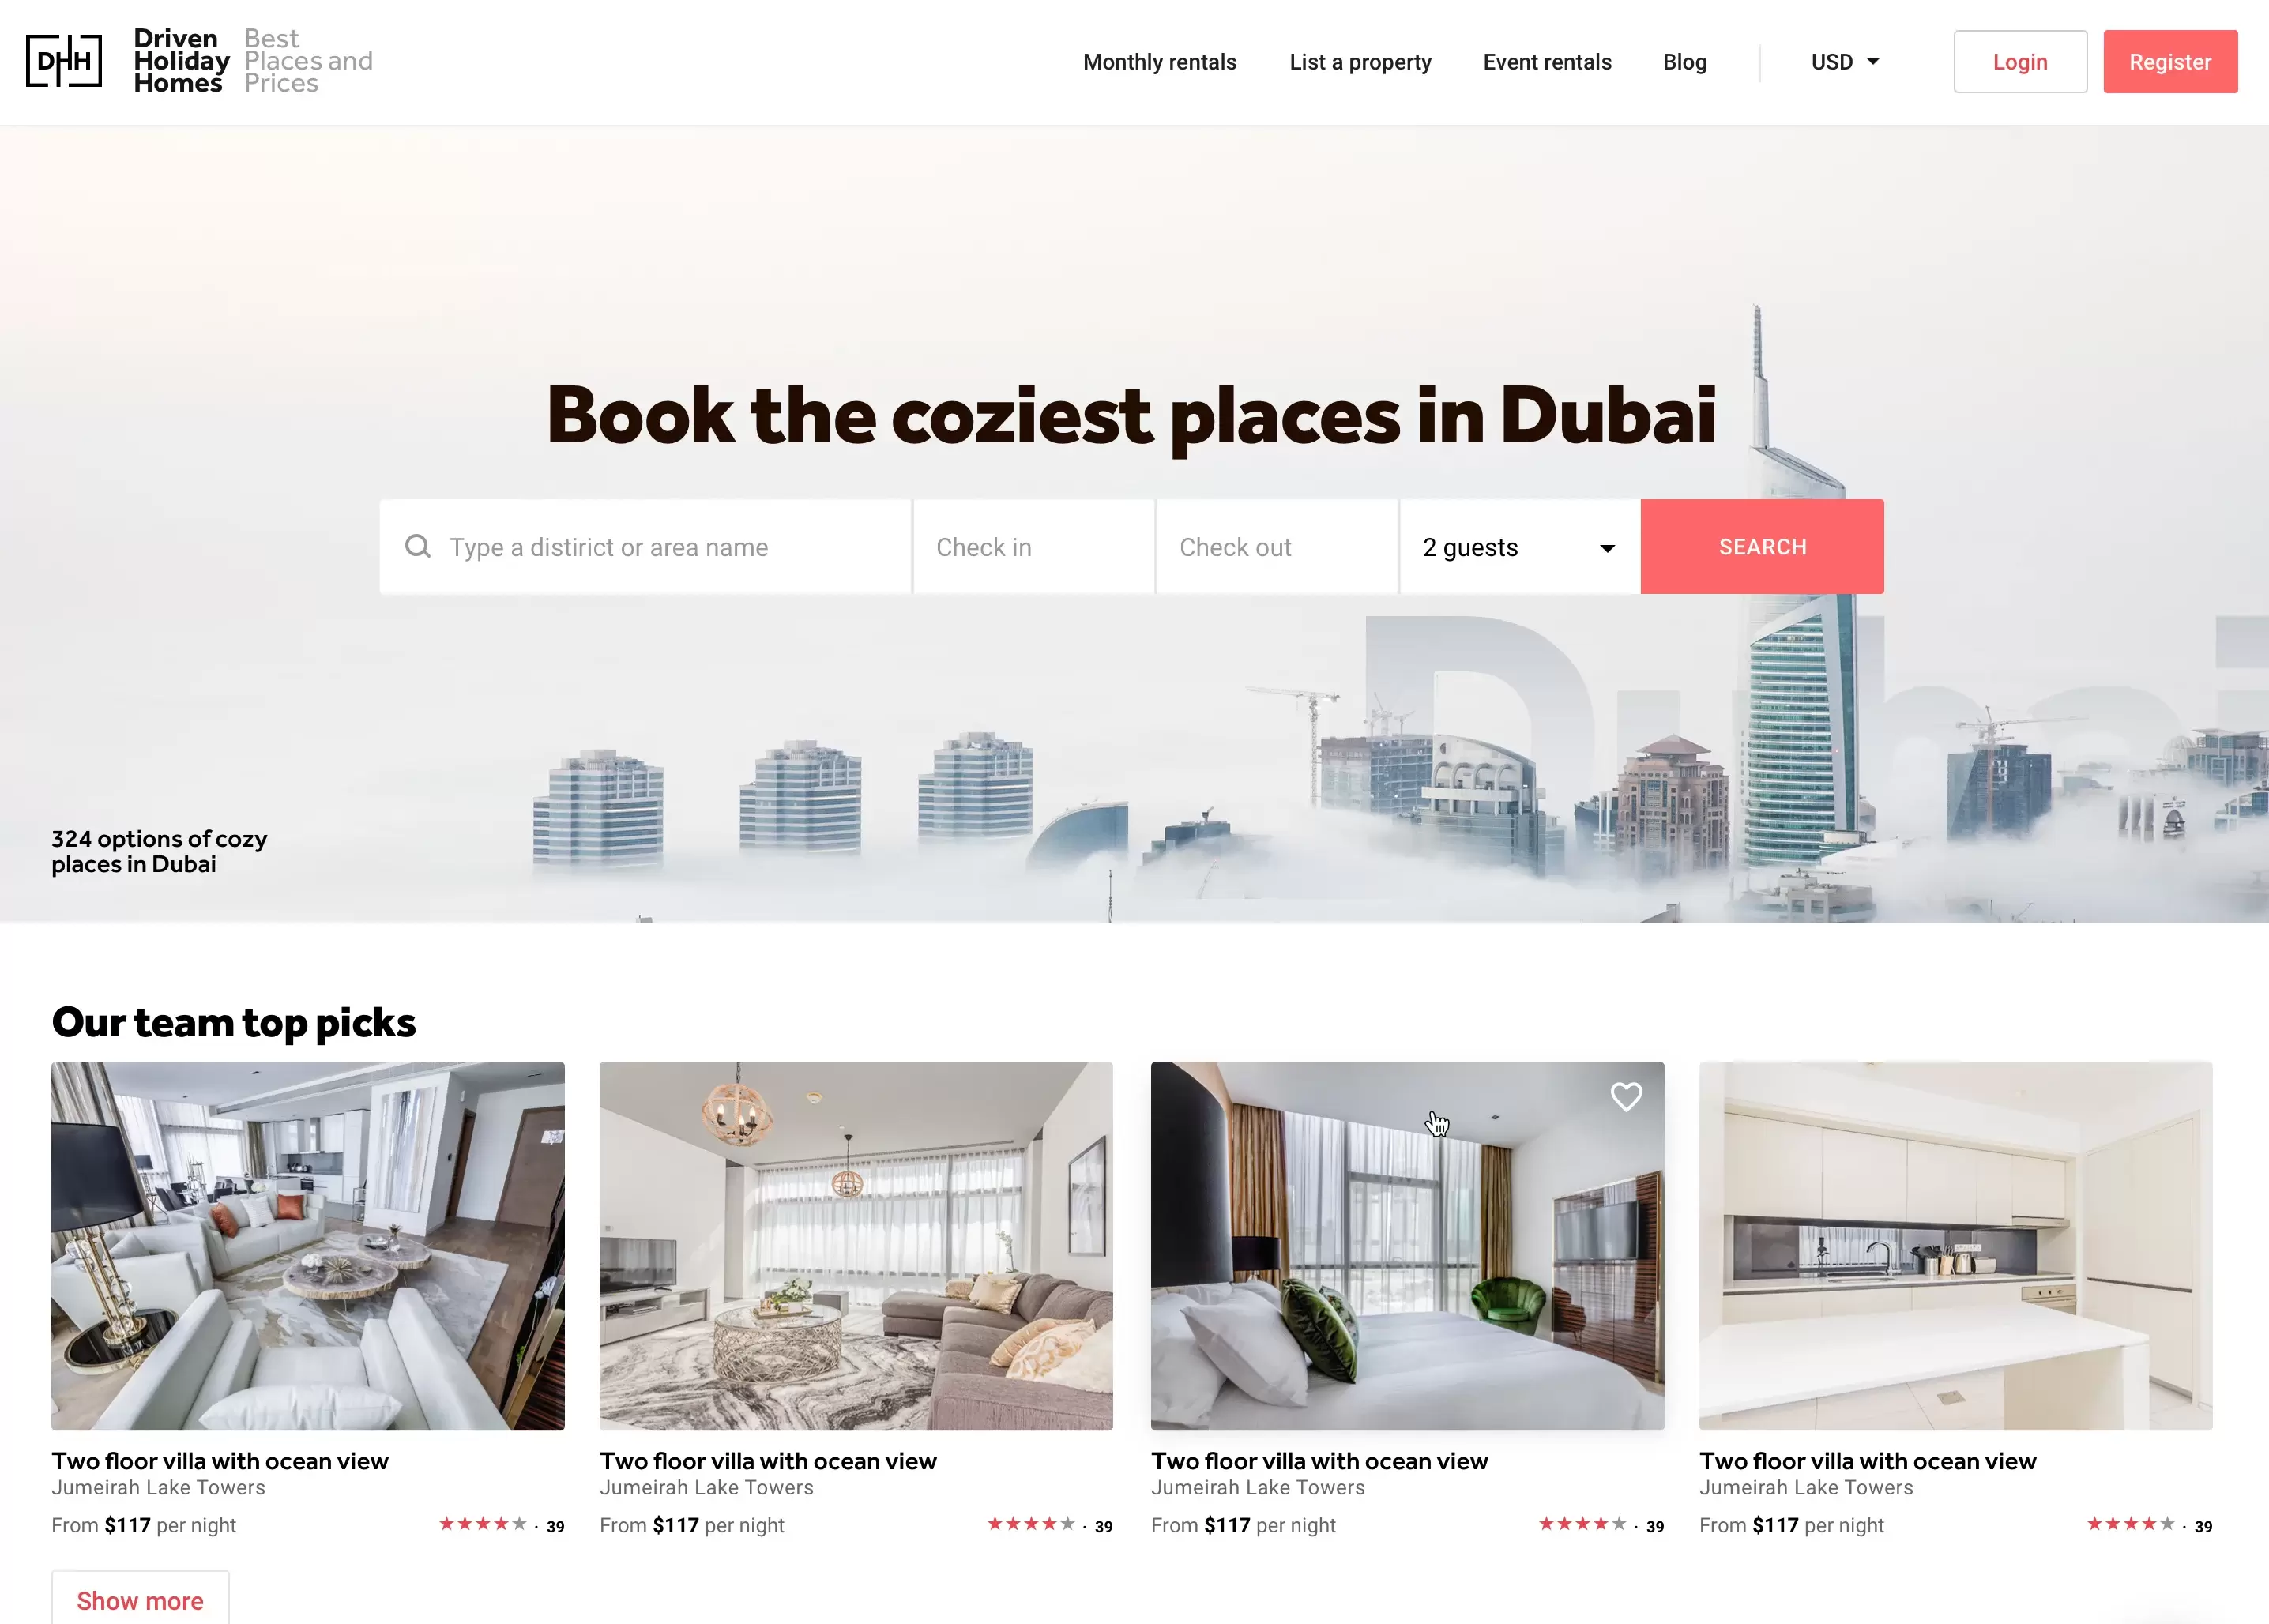 DHH
Driven
Holiday
Homes
Best
Places and
Prices
Monthly rentals
List a property
Event rentals
Blog
USD
Login
Register
Book the coziest places in Dubai
Type a distirict or area name
Check in
Check out
2 guests
SEARCH
Dubai
324 options of cozy
places in Dubai
Our team top picks
Two floor villa with ocean view
Jumeirah Lake Towers
From $117 per night
· 39
Two floor villa with ocean view
Jumeirah Lake Towers
From $117 per night
· 39
Two floor villa with ocean view
Jumeirah Lake Towers
From $117 per night
· 39
Two floor villa with ocean view
Jumeirah Lake Towers
From $117 per night
· 39
Show more